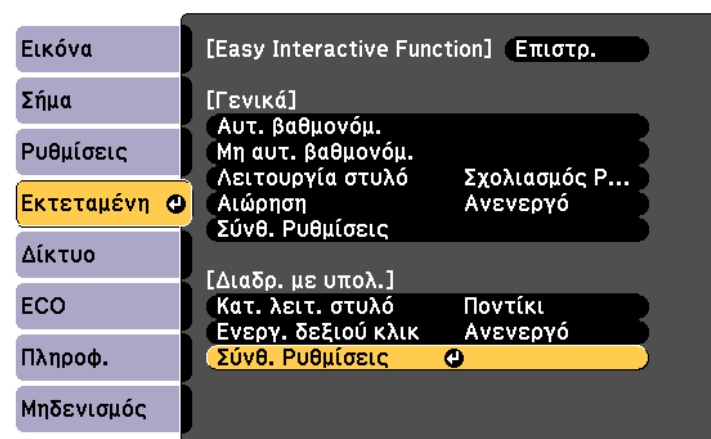 Εικόνα
Σήμα
Ρυθμίσεις
Εκτεταμένη
Δίκτυο
ECO
Πληροφ.
Μηδενισμός
[Easy Interactive Function] Επιστρ.
[Γενικά]
Αυτ. βαθμονόμ.
Μη αυτ. βαθμονόμ.
Λειτουργία στυλό Σχολιασμός Ρ...
Αιώρηση Ανενεργό
Σύνθ. Ρυθμίσεις
[Διαδρ. με υπολ.]
Κατ. λειτ. στυλό Ποντίκι
Ενεργ. δεξιού κλικ Ανενεργό
Σύνθ. Ρυθμίσεις